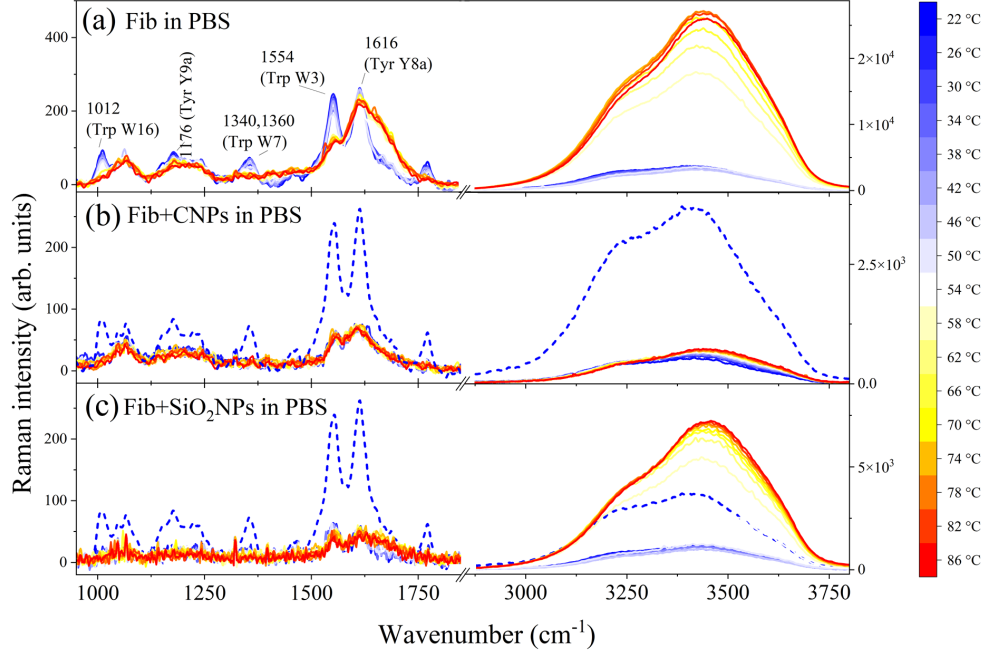 (a) Fib in PBS
1012
(Trp W16)
1176 (Tyr Y9a)
1340,1360
(Trp W7)
1554
(Trp W3)
1616
(Tyr Y8a)
400
200
0
2×10⁴
1×10⁴
0
(b) Fib+CNPs in PBS
200
100
0
2.5×10³
0.0
(c) Fib+SiO₂NPs in PBS
200
100
0
5×10³
0
1000
1250
1500
1750
3000
3250
3500
3750
Wavenumber (cm⁻¹)
Raman intensity (arb. units)
22 °C
26 °C
30 °C
34 °C
38 °C
42 °C
46 °C
50 °C
54 °C
58 °C
62 °C
66 °C
70 °C
74 °C
78 °C
82 °C
86 °C